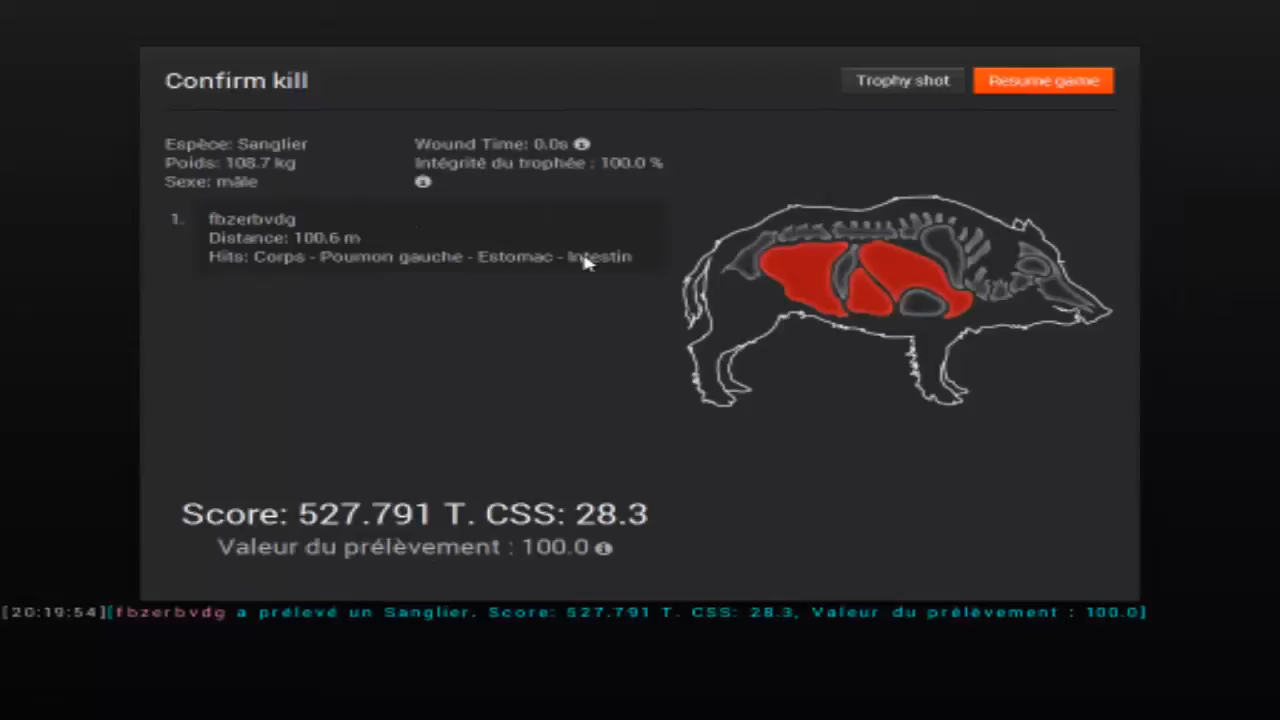 Confirm kill
Trophy shot
Resume game
Espèce: Sanglier
Wound Time: 0.0s
Poids: 108.7 kg
Intégrité du trophée : 100.0 %
Sexe: mâle
1. fbzerbvdg
Distance: 100.6 m
Hits: Corps - Poumon gauche - Estomac - Intestin
Score: 527.791 T. CSS: 28.3
Valeur du prélèvement : 100.0
[20:19:54][fbzerbvdg a prélevé un Sanglier. Score: 527.791 T. CSS: 28.3, Valeur du prélèvement : 100.0]